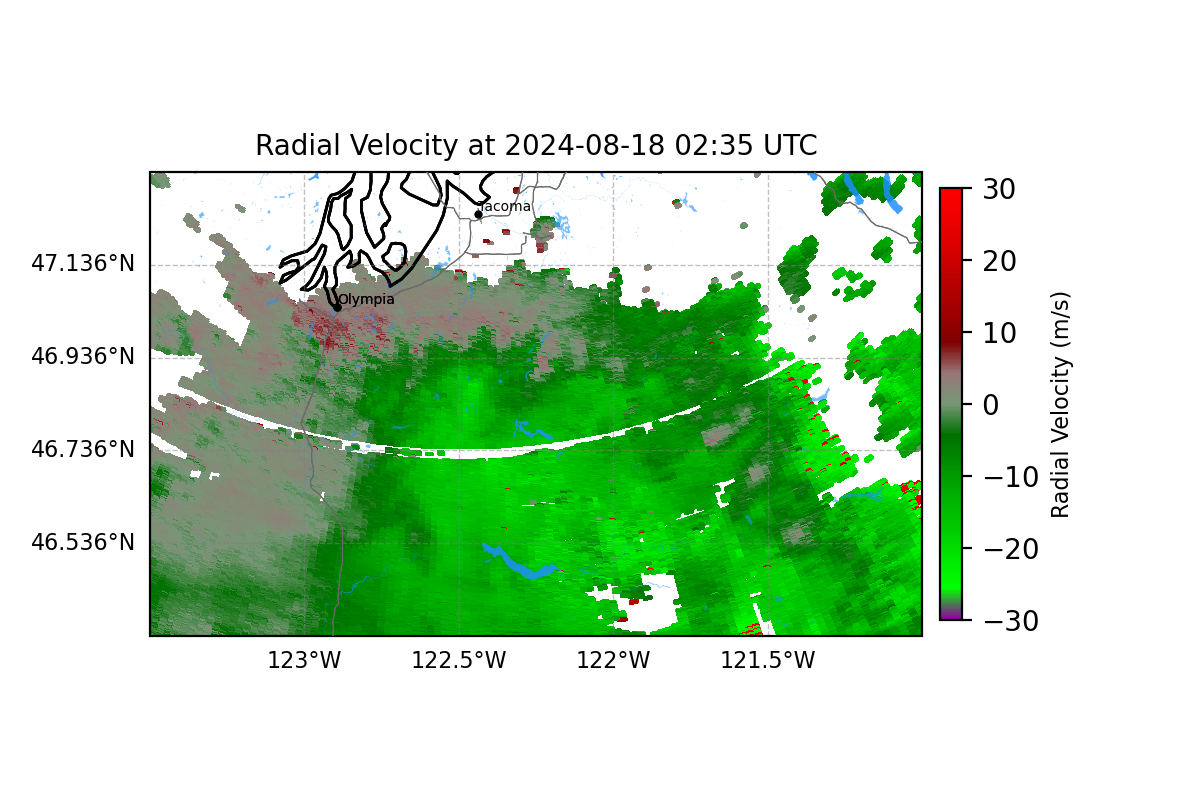 Radial Velocity at 2024-08-18 02:35 UTC
Tacoma
Olympia
47.136°N
46.936°N
46.736°N
46.536°N
123°W
122.5°W
122°W
121.5°W
30
20
10
0
−10
−20
−30
Radial Velocity (m/s)